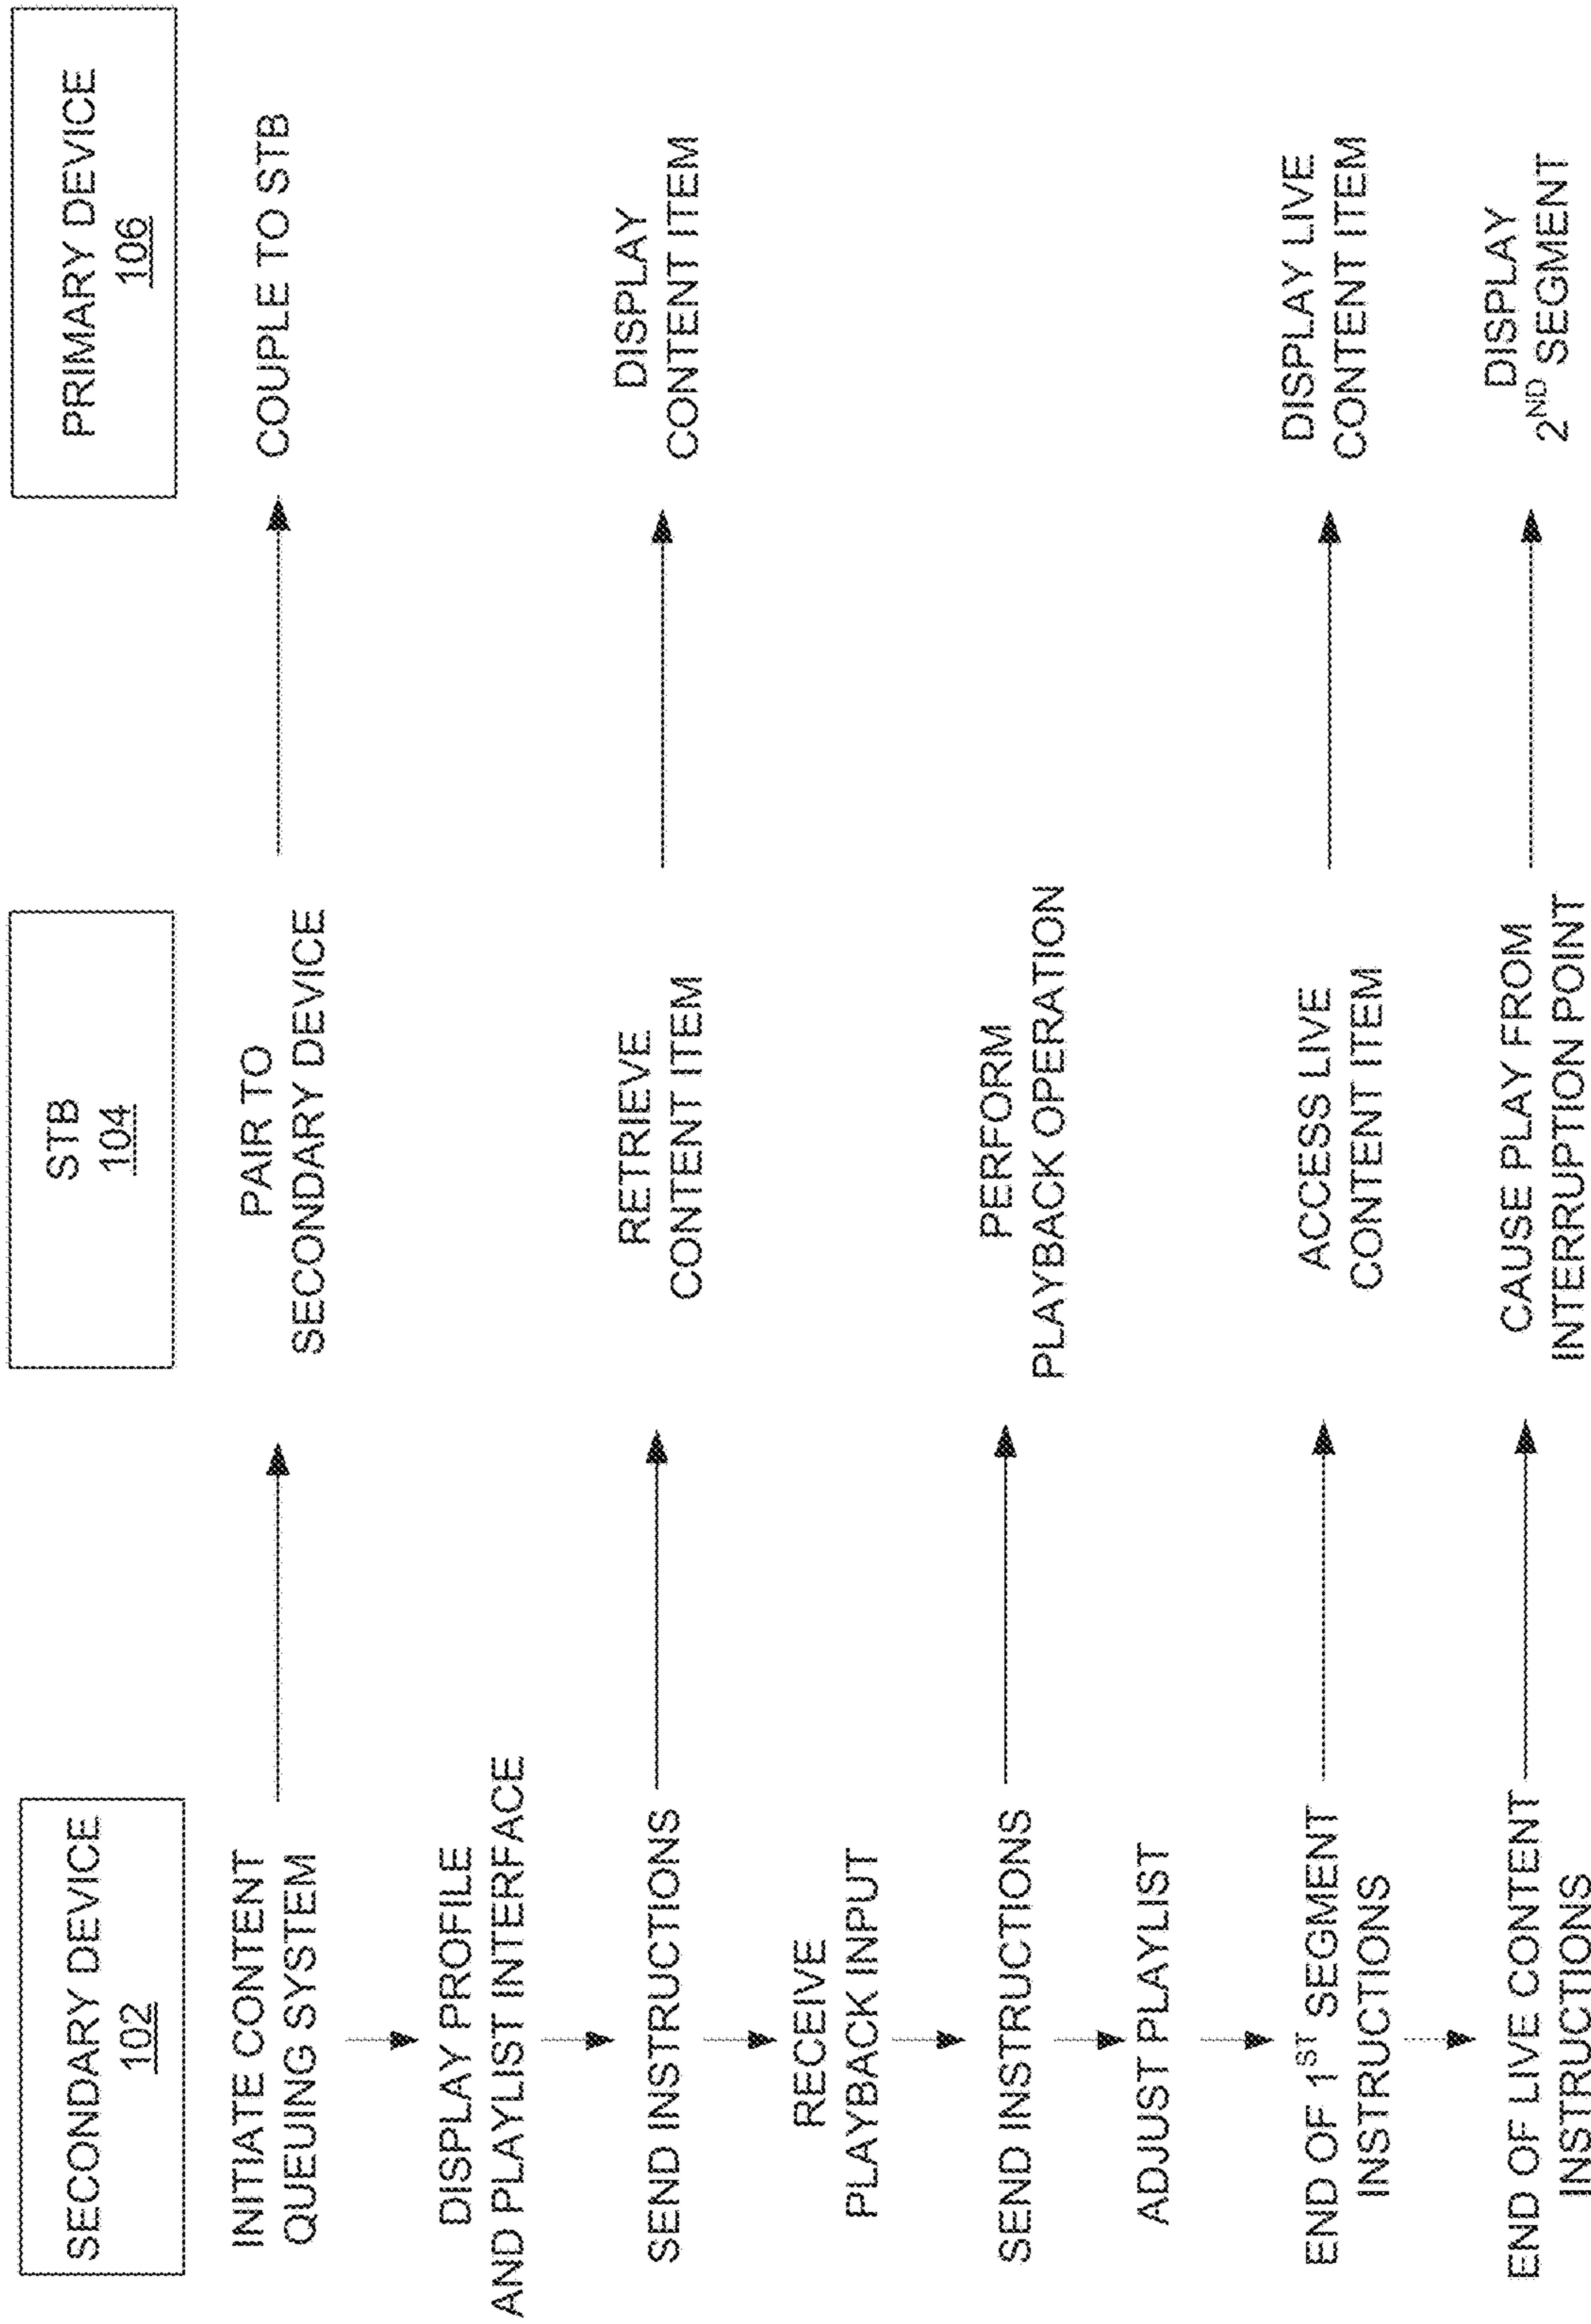 SECONDARY DEVICE
102
STB
104
PRIMARY DEVICE
106
INITIATE CONTENT
QUEUING SYSTEM
PAIR TO
SECONDARY DEVICE
COUPLE TO STB
DISPLAY PROFILE
AND PLAYLIST INTERFACE
SEND INSTRUCTIONS
RETRIEVE
CONTENT ITEM
DISPLAY
CONTENT ITEM
RECEIVE
PLAYBACK INPUT
SEND INSTRUCTIONS
PERFORM
PLAYBACK OPERATION
ADJUST PLAYLIST
END OF 1ST SEGMENT
INSTRUCTIONS
ACCESS LIVE
CONTENT ITEM
DISPLAY LIVE
CONTENT ITEM
END OF LIVE CONTENT
INSTRUCTIONS
CAUSE PLAY FROM
INTERRUPTION POINT
DISPLAY
2ND SEGMENT